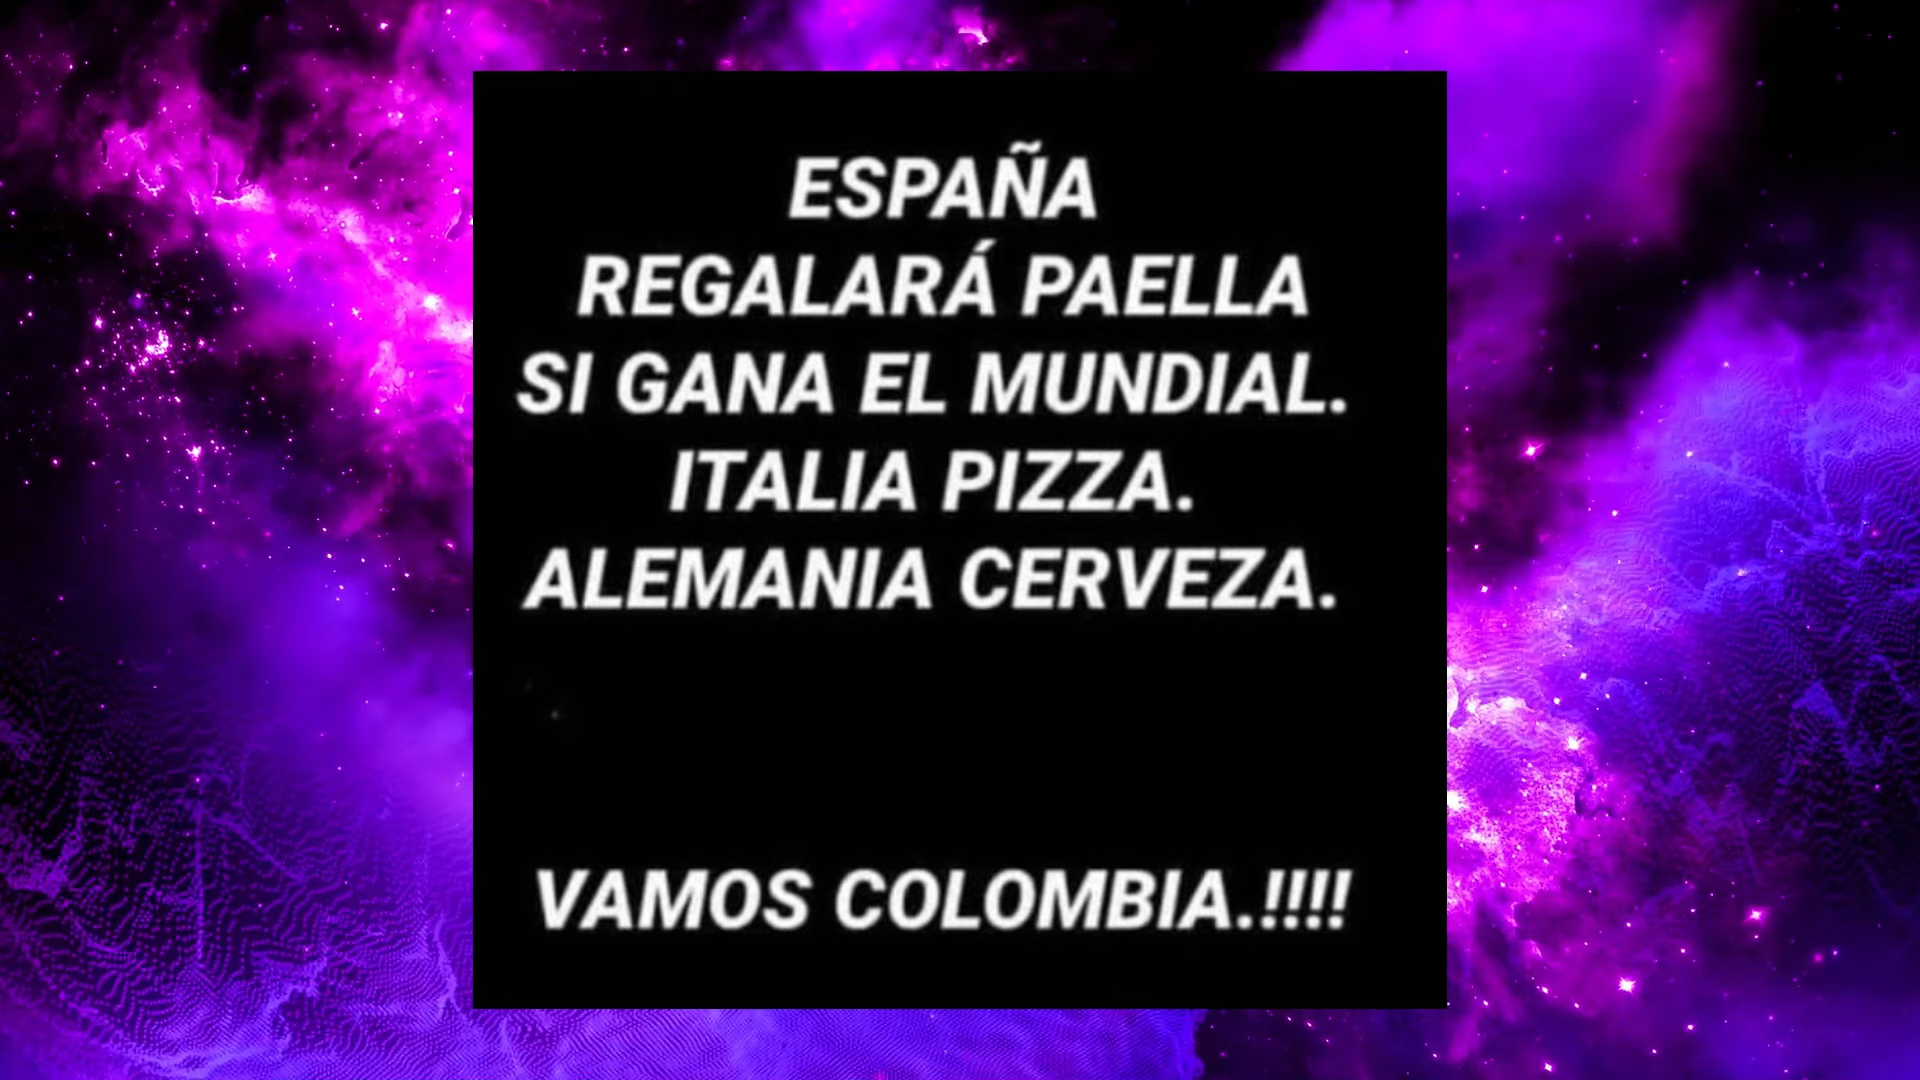 ESPAÑA
REGALARÁ PAELLA
SI GANA EL MUNDIAL.
ITALIA PIZZA.
ALEMANIA CERVEZA.
VAMOS COLOMBIA.!!!!